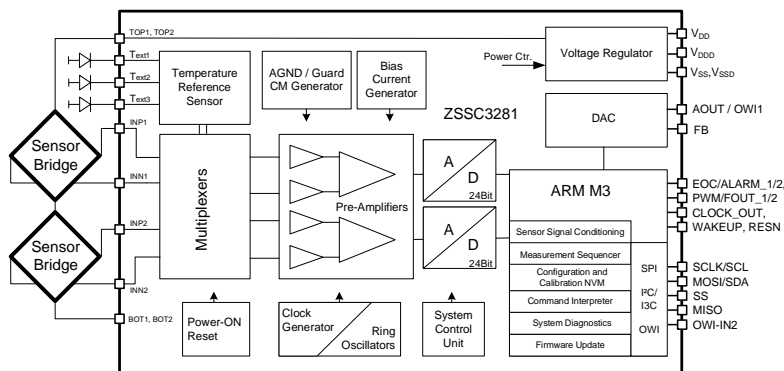 TOP1, TOP2
Text1
Text2
Text3
INP1
INN1
INP2
INN2
BOT1, BOT2
Sensor
Bridge
Sensor
Bridge
Temperature
Reference
Sensor
AGND / Guard
CM Generator
Bias
Current
Generator
Power Ctr.
Voltage Regulator
ZSSC3281
DAC
Multiplexers
Pre-Amplifiers
A
D
24Bit
A
D
24Bit
ARM M3
Sensor Signal Conditioning
Measurement Sequencer
Configuration and
Calibration NVM
Command Interpreter
System Diagnostics
Firmware Update
SPI
I²C/
I3C
OWI
Power-ON
Reset
Clock
Generator
Ring
Oscillators
System
Control
Unit
VDD
VDDD
VSS,VSSD
AOUT / OWI1
FB
EOC/ALARM_1/2,
PWM/FOUT_1/2
CLOCK_OUT,
WAKEUP, RESN
SCLK/SCL
MOSI/SDA
SS
MISO
OWI-IN2